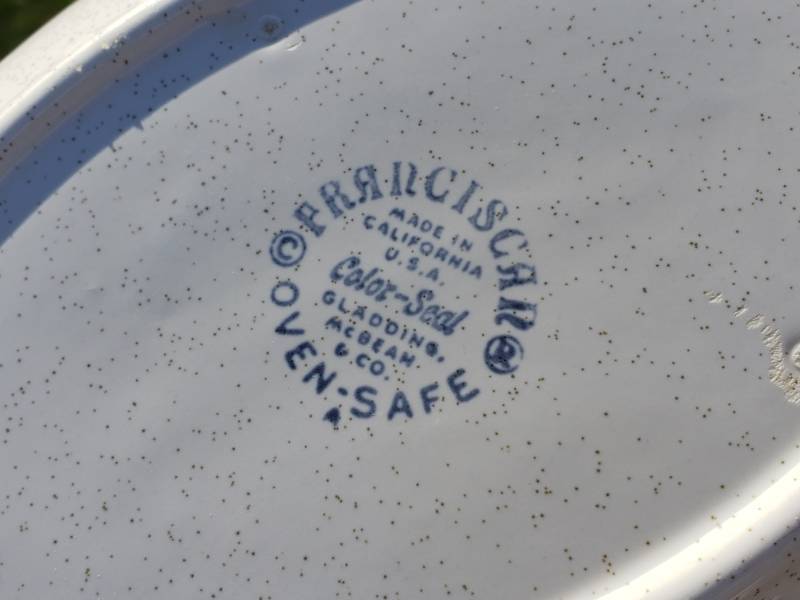 © FRANCISCAN ®
MADE IN
CALIFORNIA
U.S.A.
Color-Seal
GLADDING,
McBEAN
& CO.
OVEN-SAFE